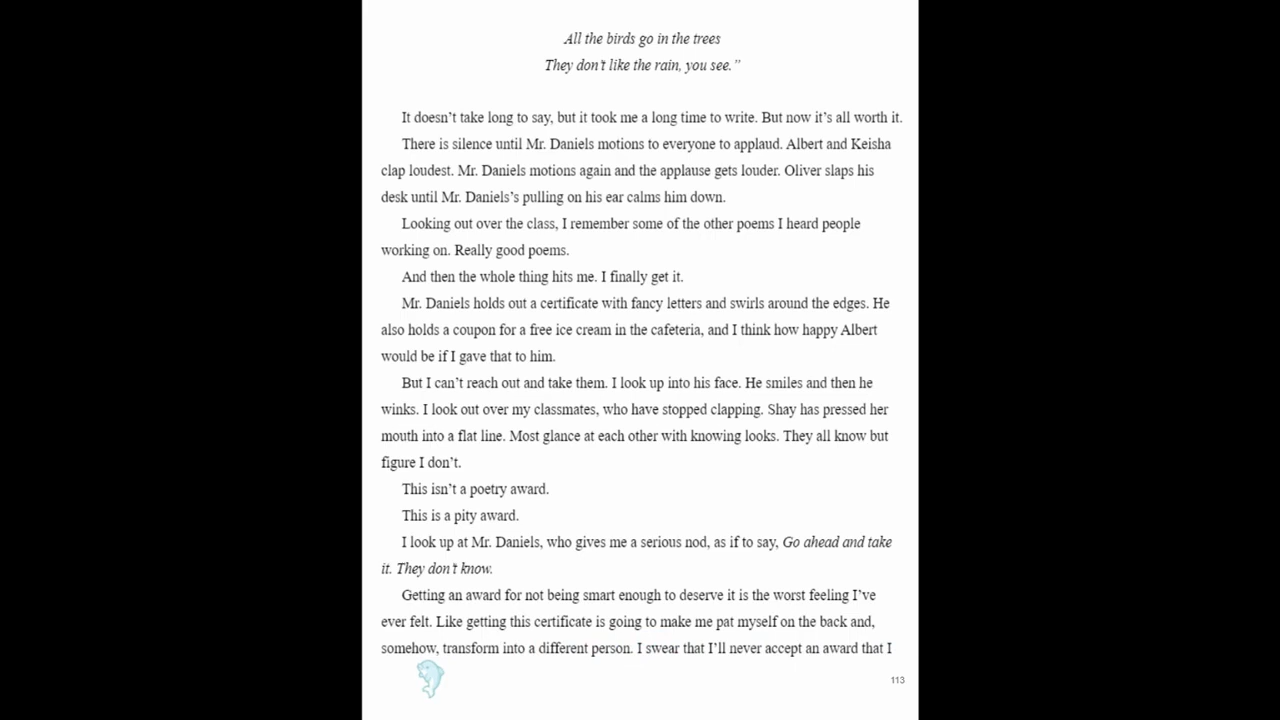 All the birds go in the trees
They don't like the rain, you see.”
It doesn’t take long to say, but it took me a long time to write. But now it’s all worth it.
There is silence until Mr. Daniels motions to everyone to applaud. Albert and Keisha
clap loudest. Mr. Daniels motions again and the applause gets louder. Oliver slaps his
desk until Mr. Daniels’s pulling on his ear calms him down.
Looking out over the class, I remember some of the other poems I heard people
working on. Really good poems.
And then the whole thing hits me. I finally get it.
Mr. Daniels holds out a certificate with fancy letters and swirls around the edges. He
also holds a coupon for a free ice cream in the cafeteria, and I think how happy Albert
would be if I gave that to him.
But I can’t reach out and take them. I look up into his face. He smiles and then he
winks. I look out over my classmates, who have stopped clapping. Shay has pressed her
mouth into a flat line. Most glance at each other with knowing looks. They all know but
figure I don’t.
This isn’t a poetry award.
This is a pity award.
I look up at Mr. Daniels, who gives me a serious nod, as if to say, Go ahead and take
it. They don’t know.
Getting an award for not being smart enough to deserve it is the worst feeling I’ve
ever felt. Like getting this certificate is going to make me pat myself on the back and,
somehow, transform into a different person. I swear that I’ll never accept an award that I
113